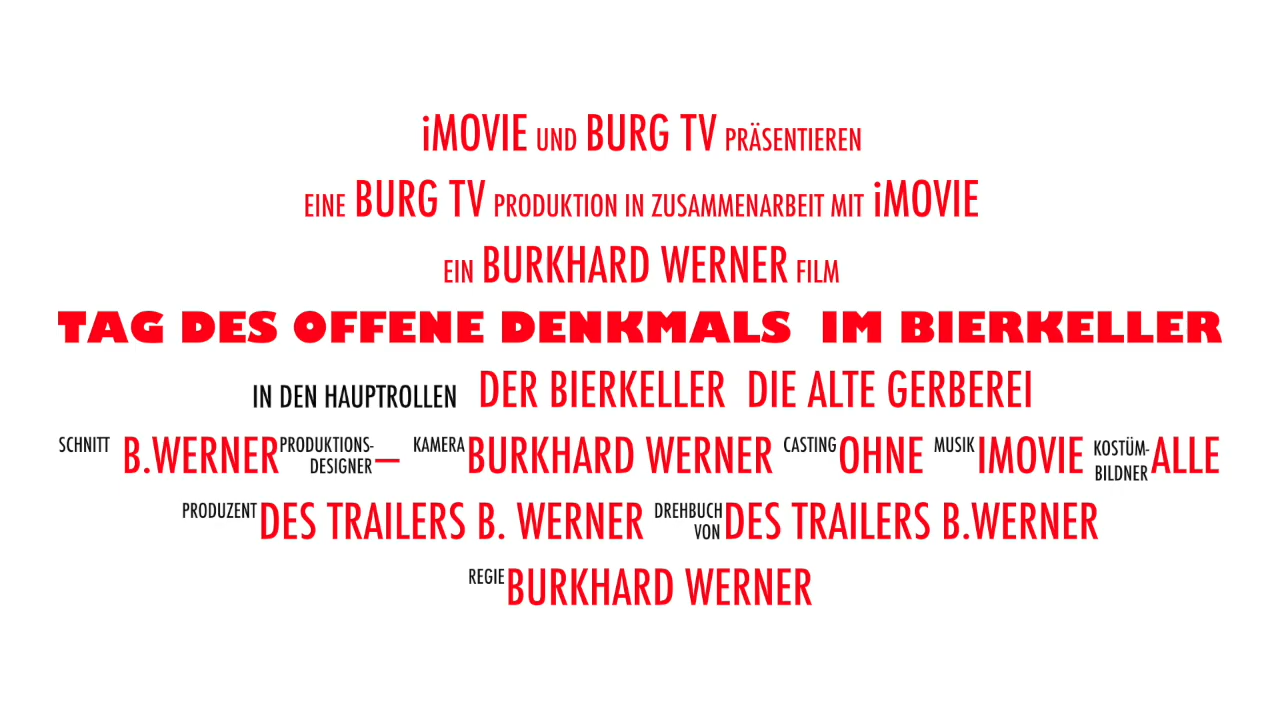 iMOVIE UND BURG TV PRÄSENTIEREN
EINE BURG TV PRODUKTION IN ZUSAMMENARBEIT MIT iMOVIE
EIN BURKHARD WERNER FILM
TAG DES OFFENE DENKMALS IM BIERKELLER
IN DEN HAUPTROLLEN DER BIERKELLER DIE ALTE GERBEREI
SCHNITT B.WERNER PRODUKTIONS-DESIGNER – KAMERA BURKHARD WERNER CASTING OHNE MUSIK IMOVIE KOSTÜM-BILDNER ALLE
PRODUZENT DES TRAILERS B. WERNER DREHBUCH VON DES TRAILERS B.WERNER
REGIE BURKHARD WERNER